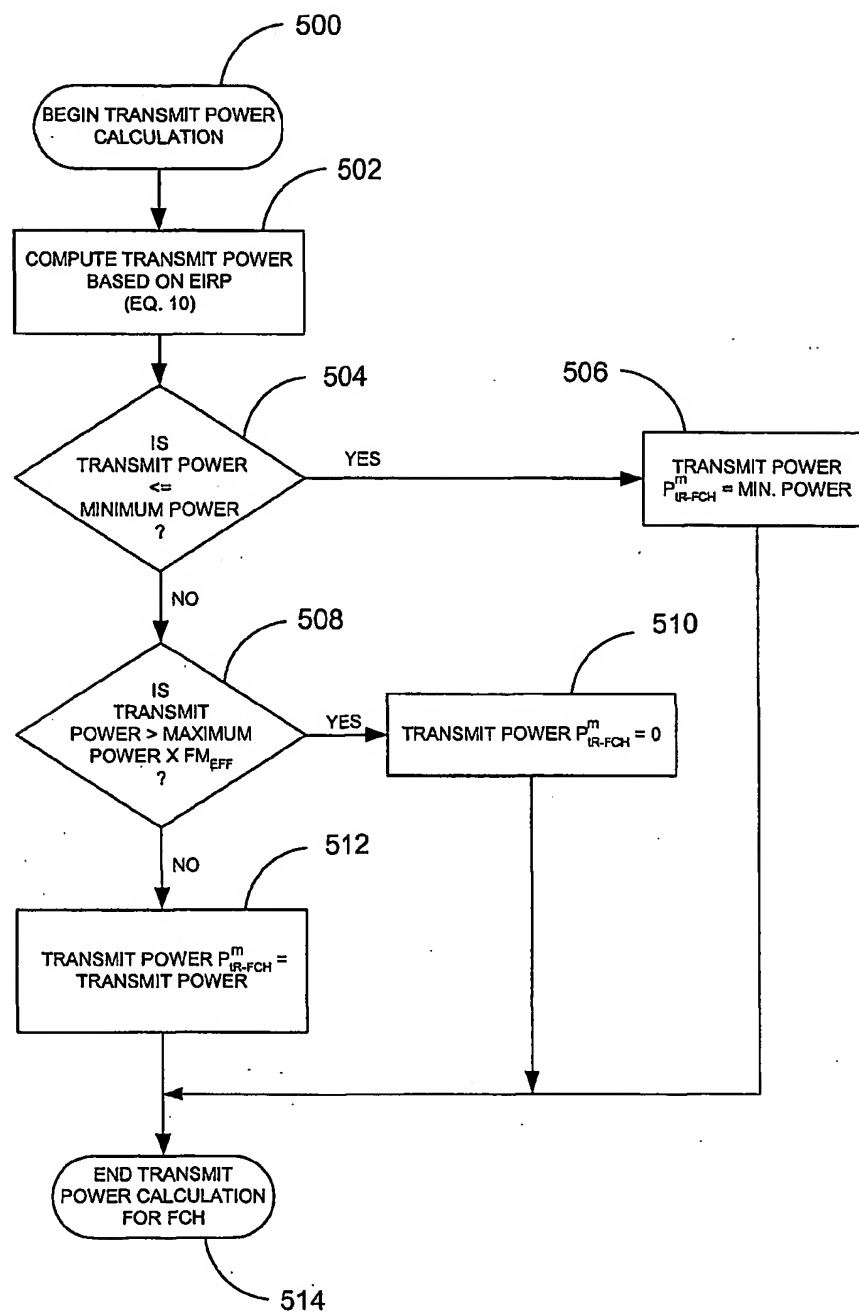 500
BEGIN TRANSMIT POWER
CALCULATION
502
COMPUTE TRANSMIT POWER
BASED ON EIRP
(EQ. 10)
504
IS
TRANSMIT POWER
<=
MINIMUM POWER
?
YES
506
TRANSMIT POWER
P^m_tR-FCH = MIN. POWER
NO
508
IS
TRANSMIT
POWER > MAXIMUM
POWER X FM_EFF
?
YES
510
TRANSMIT POWER P^m_tR-FCH = 0
NO
512
TRANSMIT POWER P^m_tR-FCH =
TRANSMIT POWER
END TRANSMIT
POWER CALCULATION
FOR FCH
514